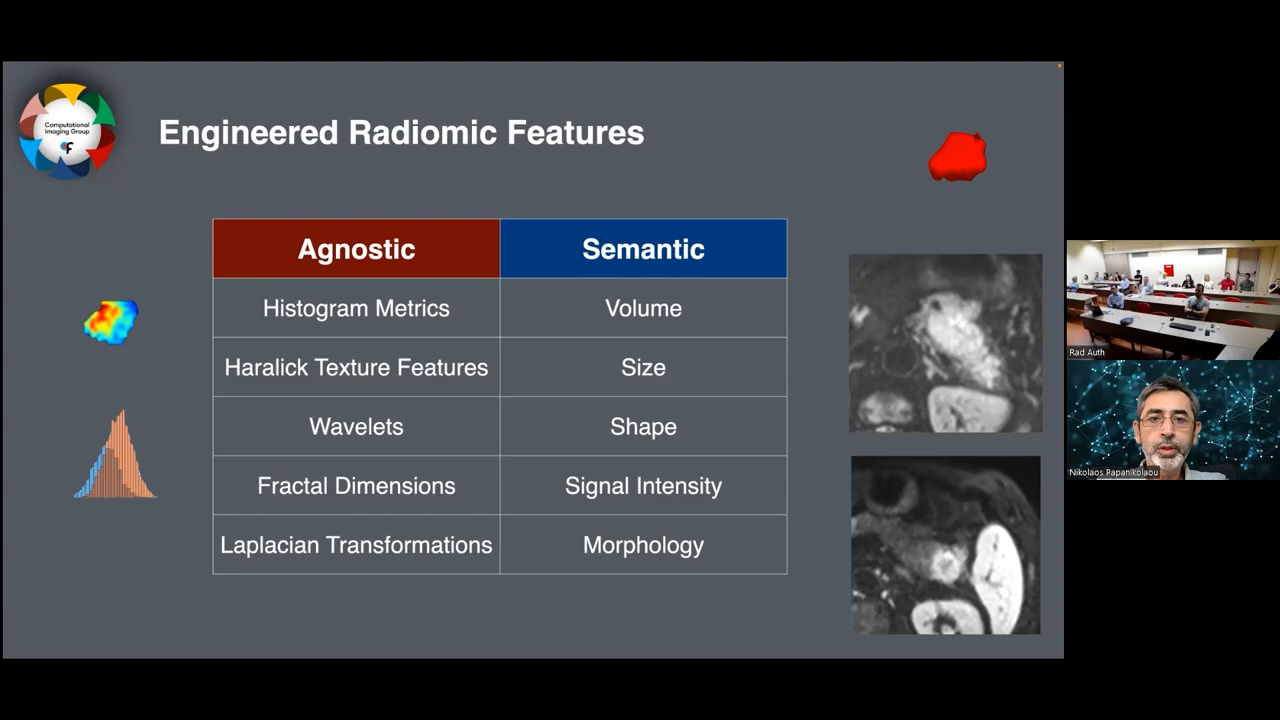 Computational
Imaging Group
f
Engineered Radiomic Features
Agnostic
Semantic
Histogram Metrics
Volume
Haralick Texture Features
Size
Wavelets
Shape
Fractal Dimensions
Signal Intensity
Laplacian Transformations
Morphology
Rad Auth
Nikolaos Papanikolaou